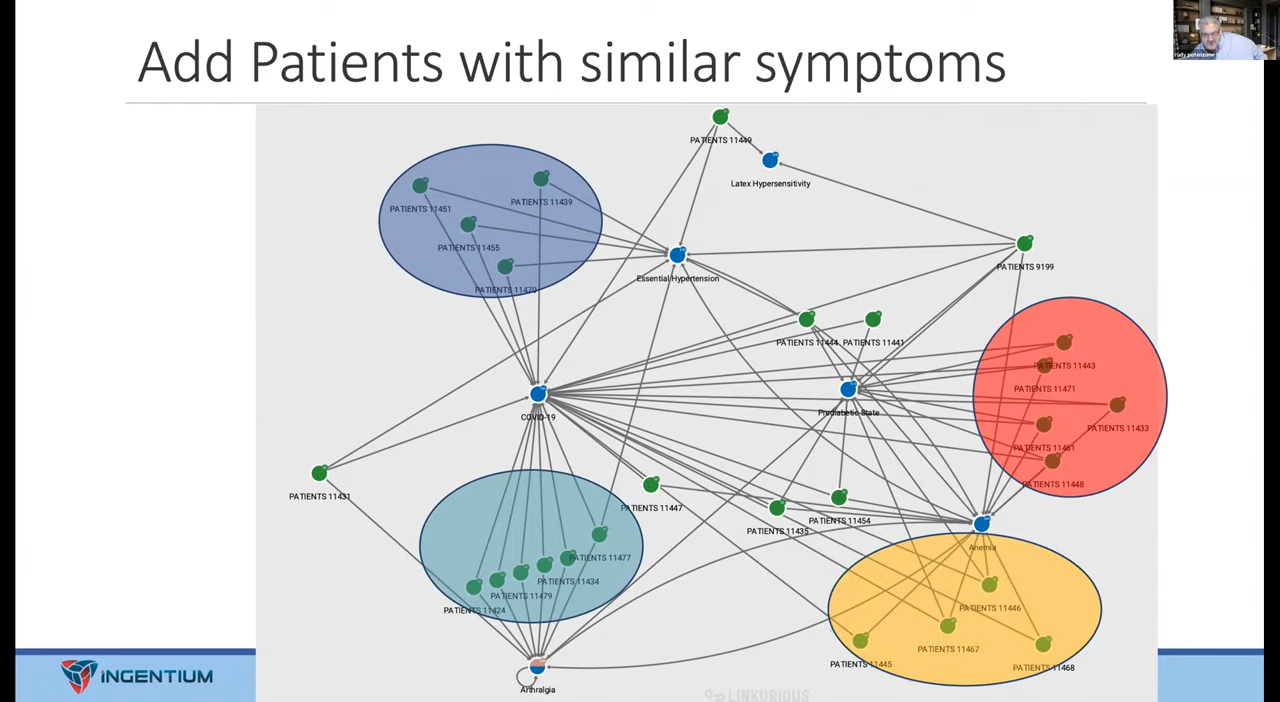 Add Patients with similar symptoms
rudy potenzone
PATIENTS 11449
Latex Hypersensitivity
PATIENTS 11451
PATIENTS 11439
PATIENTS 11455
PATIENTS 11470
Essential Hypertension
PATIENTS 9199
PATIENTS 11444
PATIENTS 11441
PATIENTS 11443
PATIENTS 11471
COVID-19
Prediabetic State
PATIENTS 11433
PATIENTS 11461
PATIENTS 11448
PATIENTS 11431
PATIENTS 11447
PATIENTS 11435
PATIENTS 11454
Anemia
PATIENTS 11477
PATIENTS 11434
PATIENTS 11479
PATIENTS 11424
PATIENTS 11446
PATIENTS 11467
PATIENTS 11445
PATIENTS 11468
Arthralgia
INGENTIUM
LINKURIOUS